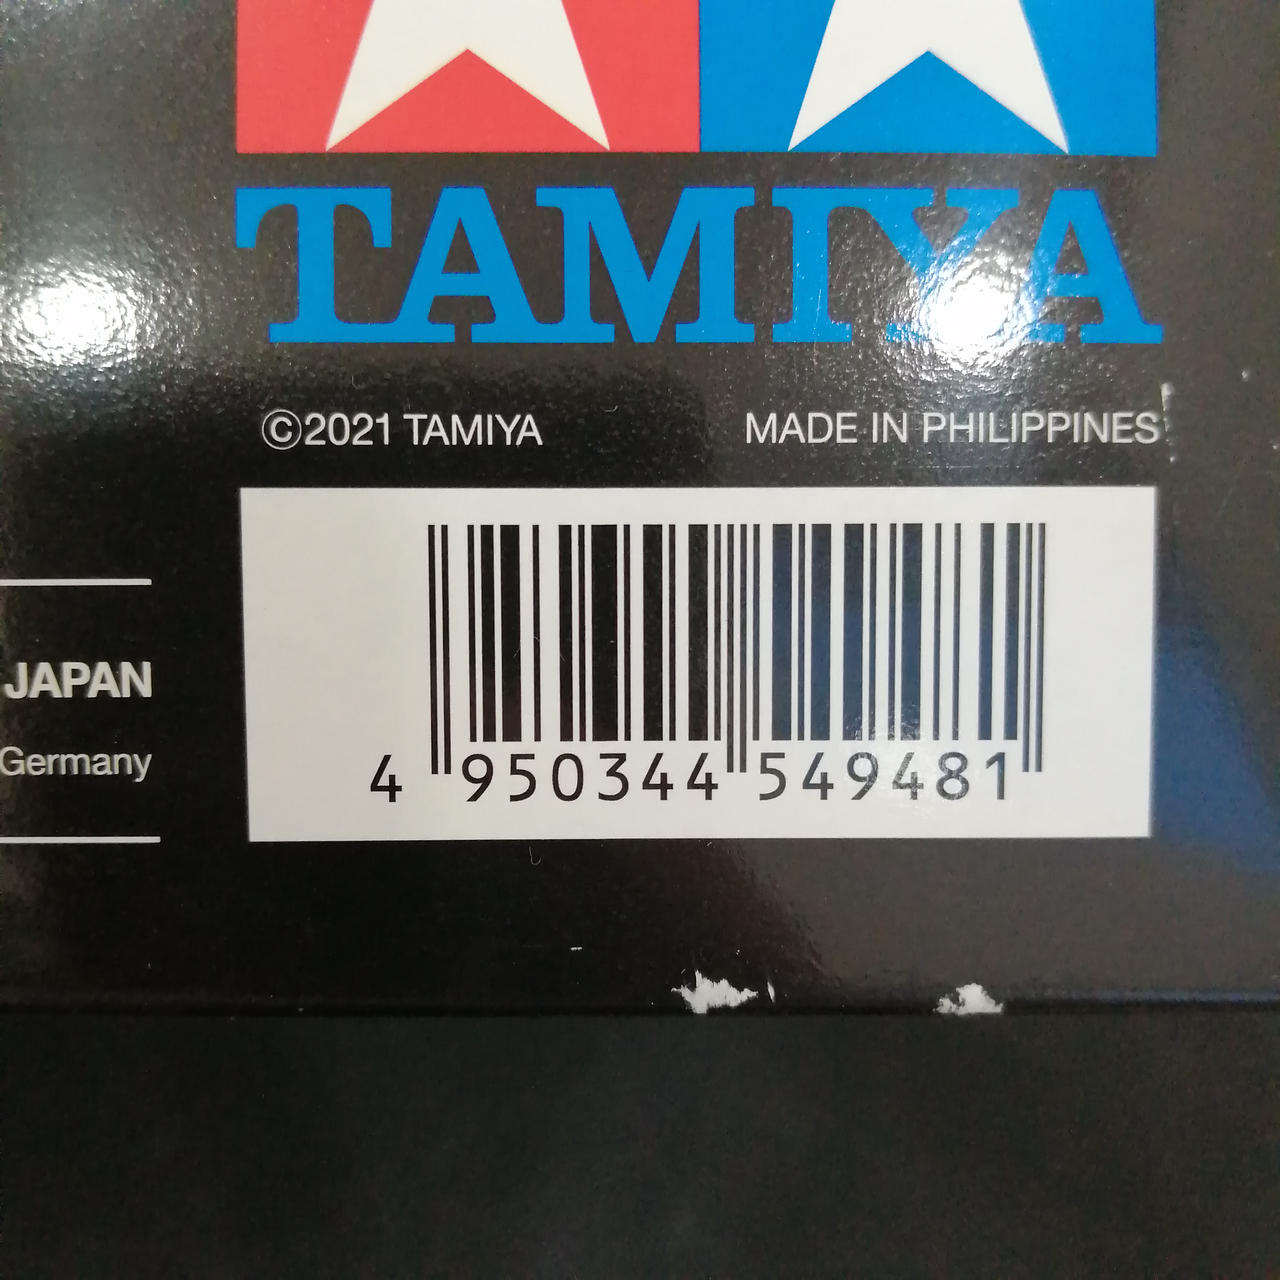 TAMIYA
©2021 TAMIYA MADE IN PHILIPPINES
JAPAN
Germany
4 950344 549481